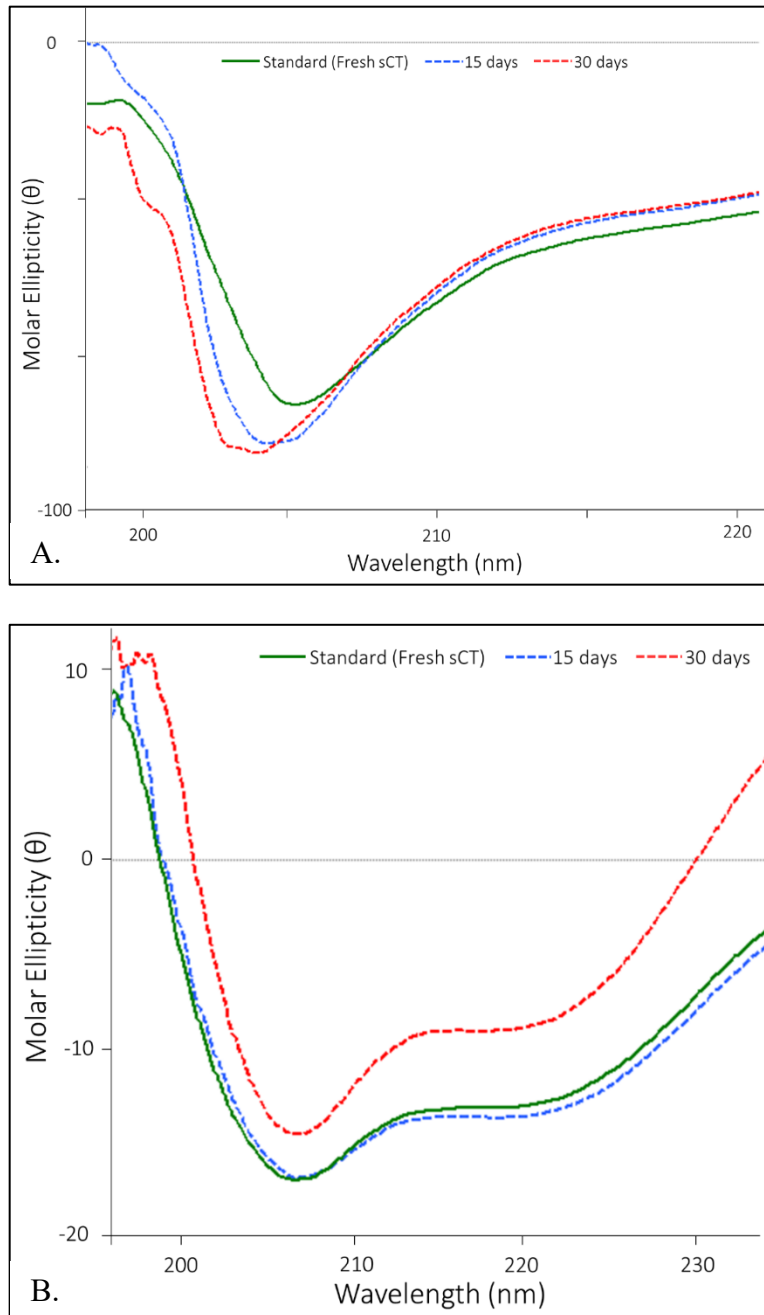 0
Standard (Fresh sCT) 15 days 30 days
Molar Ellipticity (θ)
-100
200 210 220
Wavelength (nm)
A.
10
Standard (Fresh sCT) 15 days 30 days
Molar Ellipticity (θ)
0
-10
-20
200 210 220 230
Wavelength (nm)
B.